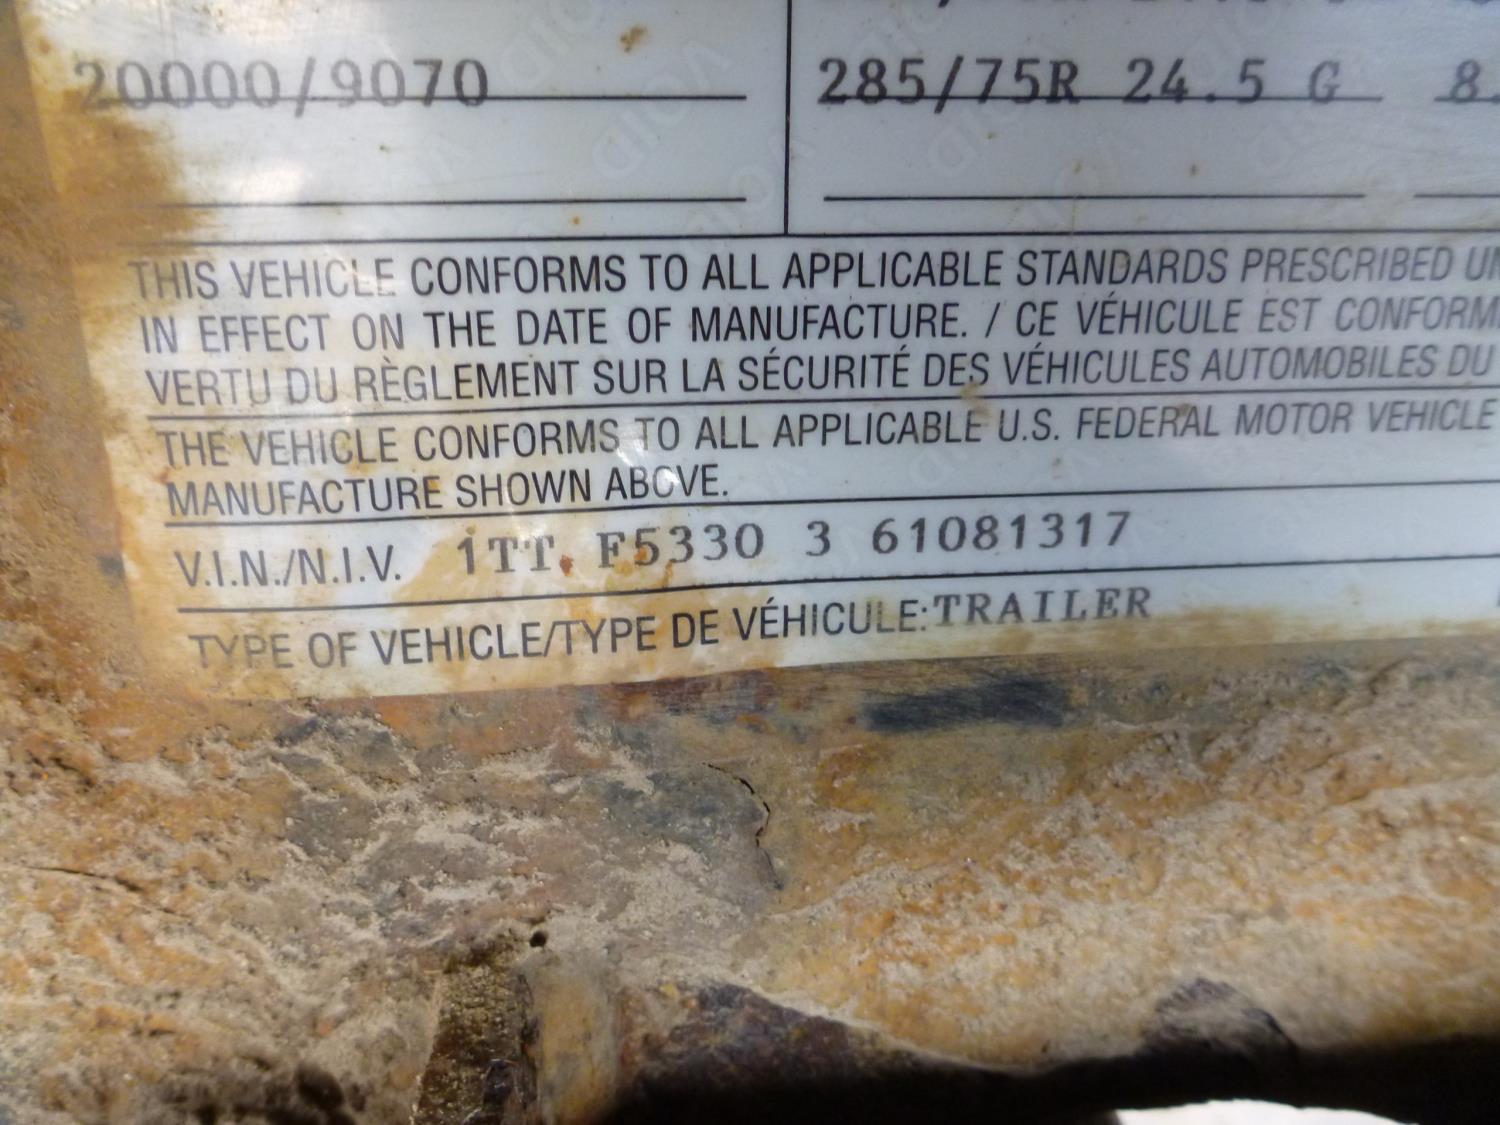 20000/9070 285/75R 24.5 G 8.
THIS VEHICLE CONFORMS TO ALL APPLICABLE STANDARDS PRESCRIBED UN
IN EFFECT ON THE DATE OF MANUFACTURE. / CE VÉHICULE EST CONFORM
VERTU DU RÈGLEMENT SUR LA SÉCURITÉ DES VÉHICULES AUTOMOBILES DU
THE VEHICLE CONFORMS TO ALL APPLICABLE U.S. FEDERAL MOTOR VEHICLE
MANUFACTURE SHOWN ABOVE.
V.I.N./N.I.V. 1TT F5330 3 61081317
TYPE OF VEHICLE/TYPE DE VÉHICULE: TRAILER